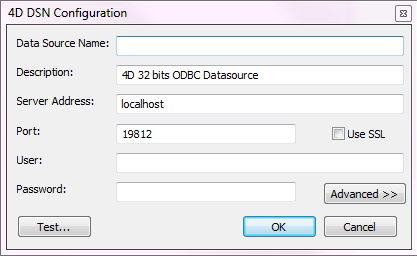 4D DSN Configuration
Data Source Name:
Description: 4D 32 bits ODBC Datasource
Server Address: localhost
Port: 19812 Use SSL
User:
Password: Advanced >>
Test... OK Cancel